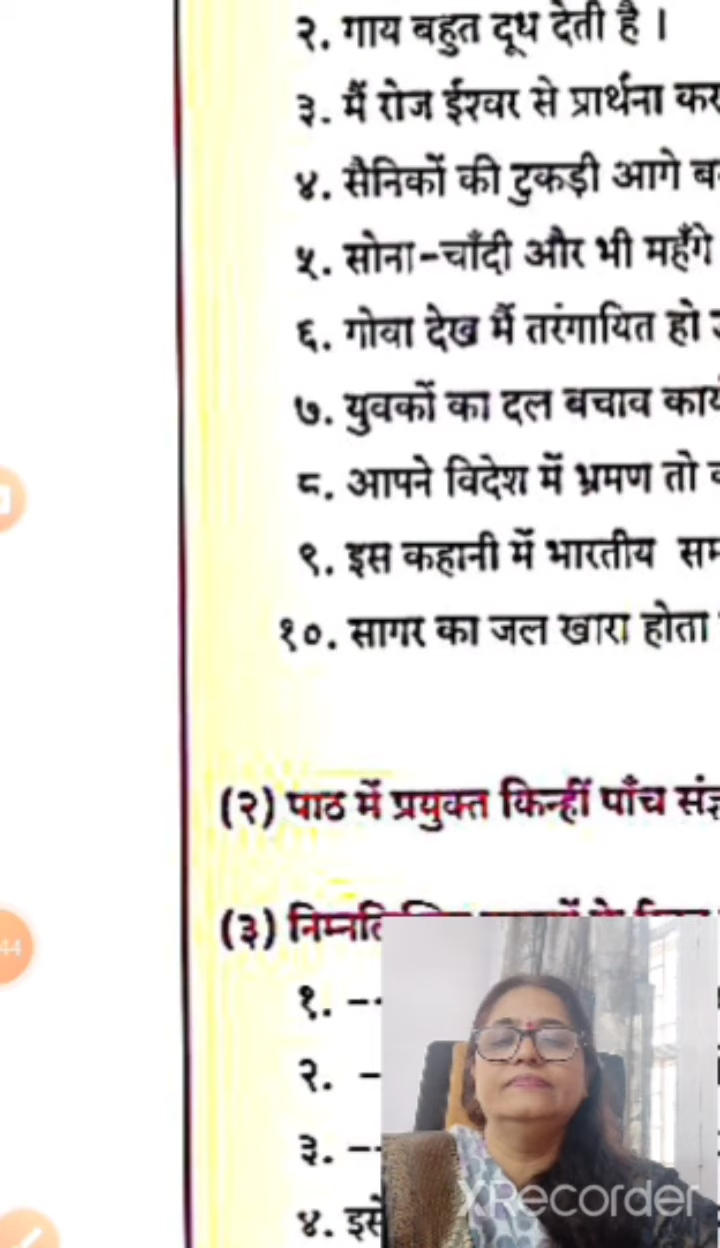 २. गाय बहुत दूध देती है ।
३. मैं रोज ईश्वर से प्रार्थना
४. सैनिकों की टुकड़ी आगे
५. सोना-चाँदी और भी महँगे
६. गोवा देख मैं तरंगायित हो
७. युवकों का दल बचाव
८. आपने विदेश में भ्रमण तो
९. इस कहानी में भारतीय
१०. सागर का जल खारा होता
(२) पाठ में प्रयुक्त किन्हीं पाँच
(३)
१. --
२. -
३. --
४.
44
XRecorder